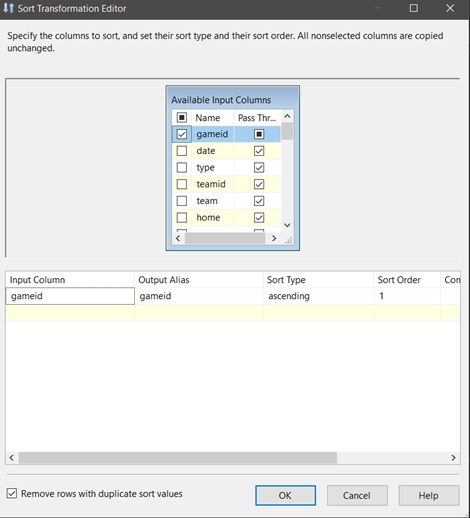 Sort Transformation Editor
Specify the columns to sort, and set their sort type and their sort order. All nonselected columns are copied
unchanged.
Available Input Columns
Name Pass Thr...
gameid
date
type
teamid
team
home
Input Column Output Alias Sort Type Sort Order Con
gameid gameid ascending 1
Remove rows with duplicate sort values
OK Cancel Help